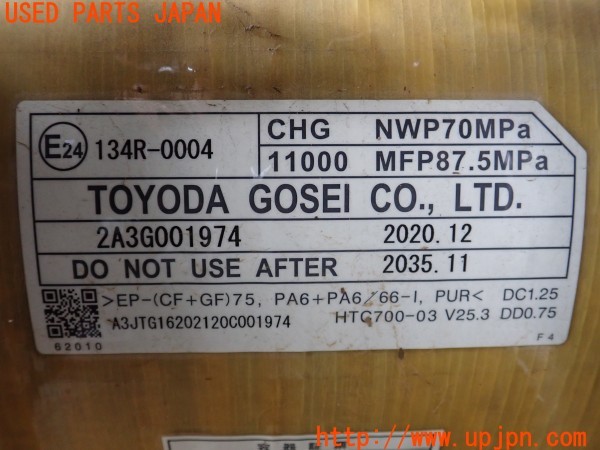 USED PARTS JAPAN
E24 134R-0004
CHG NWP70MPa
11000 MFP87.5MPa
TOYODA GOSEI CO., LTD.
2A3G001974 2020.12
DO NOT USE AFTER 2035.11
>EP-(CF+GF)75, PA6+PA6/66-I, PUR< DC1.25
A3JTG16202120C001974 HTC700-03 V25.3 DD0.75
62010 F4
http://www.upjpn.com